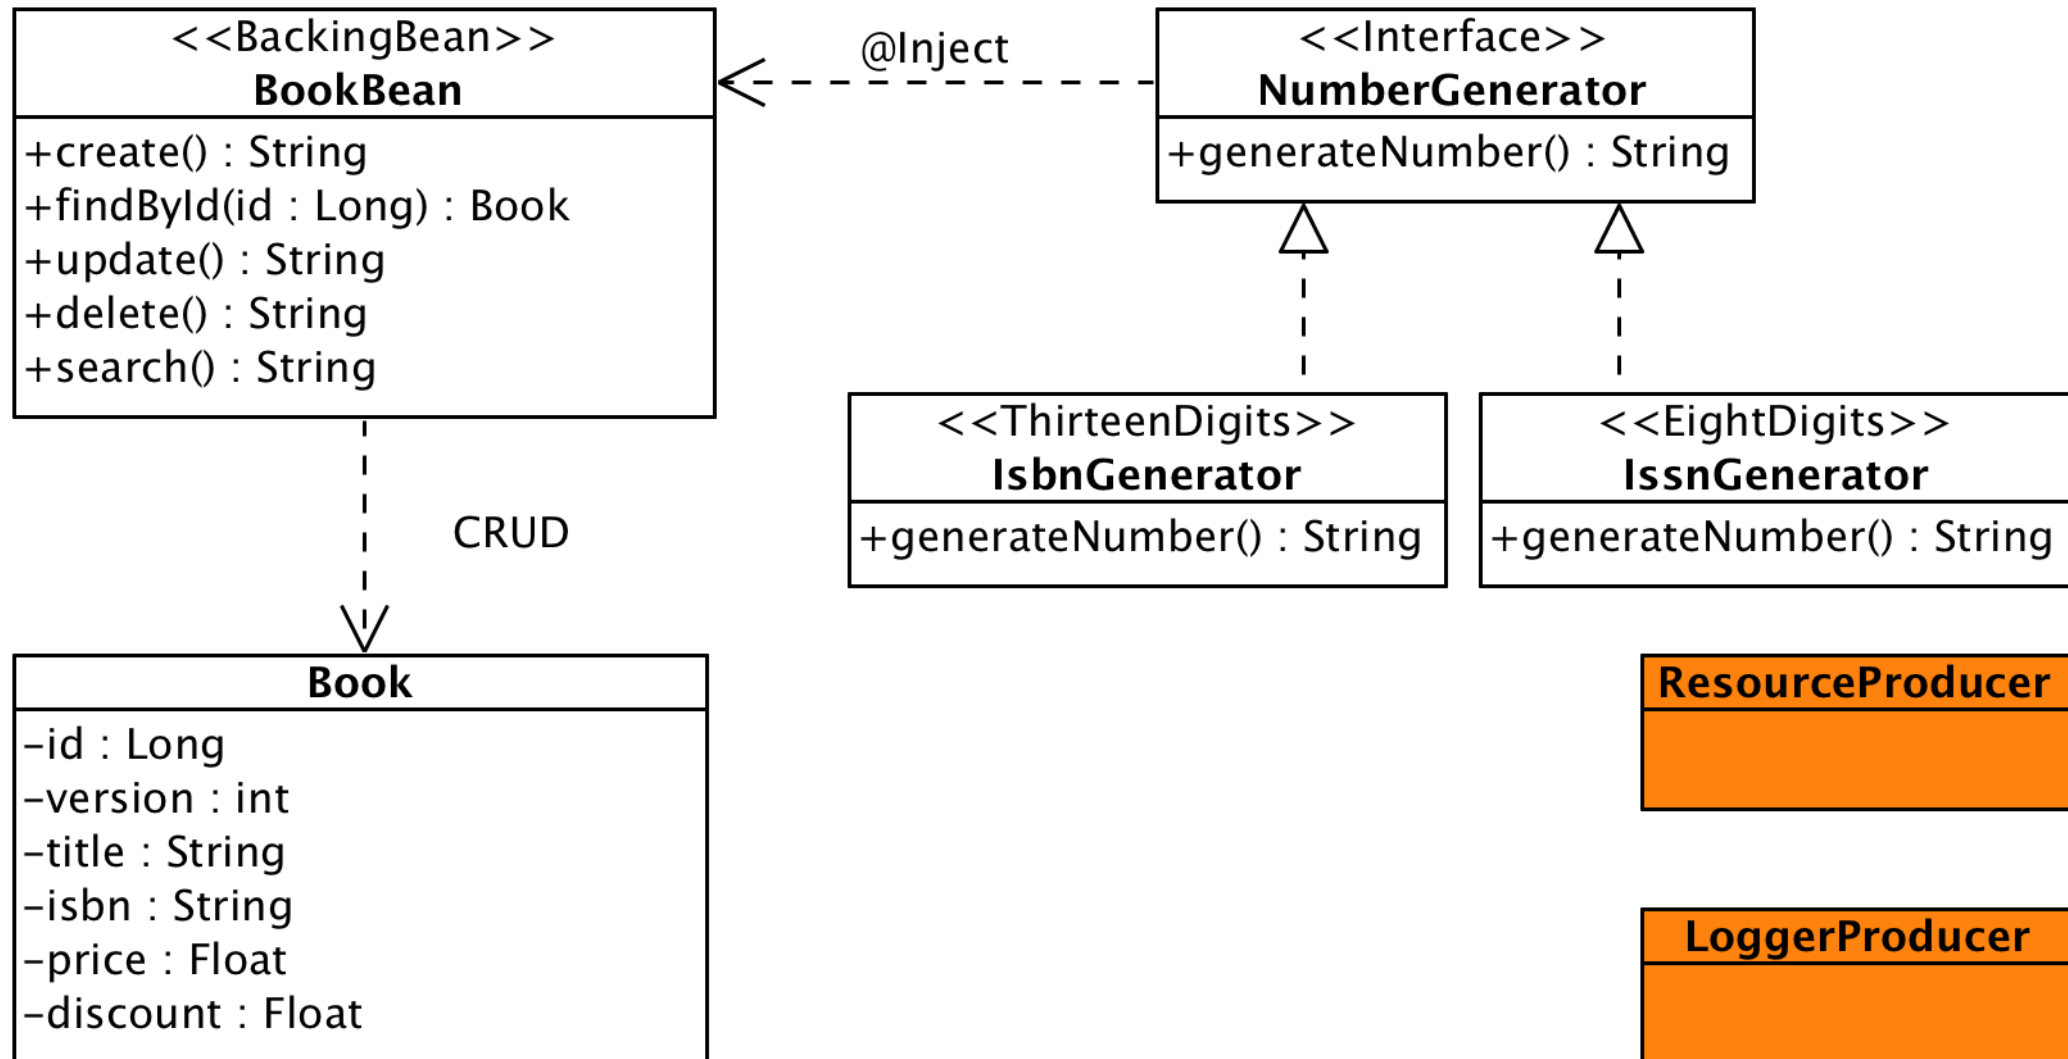 <<BackingBean>>
BookBean
+create() : String
+findById(id : Long) : Book
+update() : String
+delete() : String
+search() : String
@Inject
<<Interface>>
NumberGenerator
+generateNumber() : String
<<ThirteenDigits>>
IsbnGenerator
+generateNumber() : String
<<EightDigits>>
IssnGenerator
+generateNumber() : String
CRUD
Book
-id : Long
-version : int
-title : String
-isbn : String
-price : Float
-discount : Float
ResourceProducer
LoggerProducer